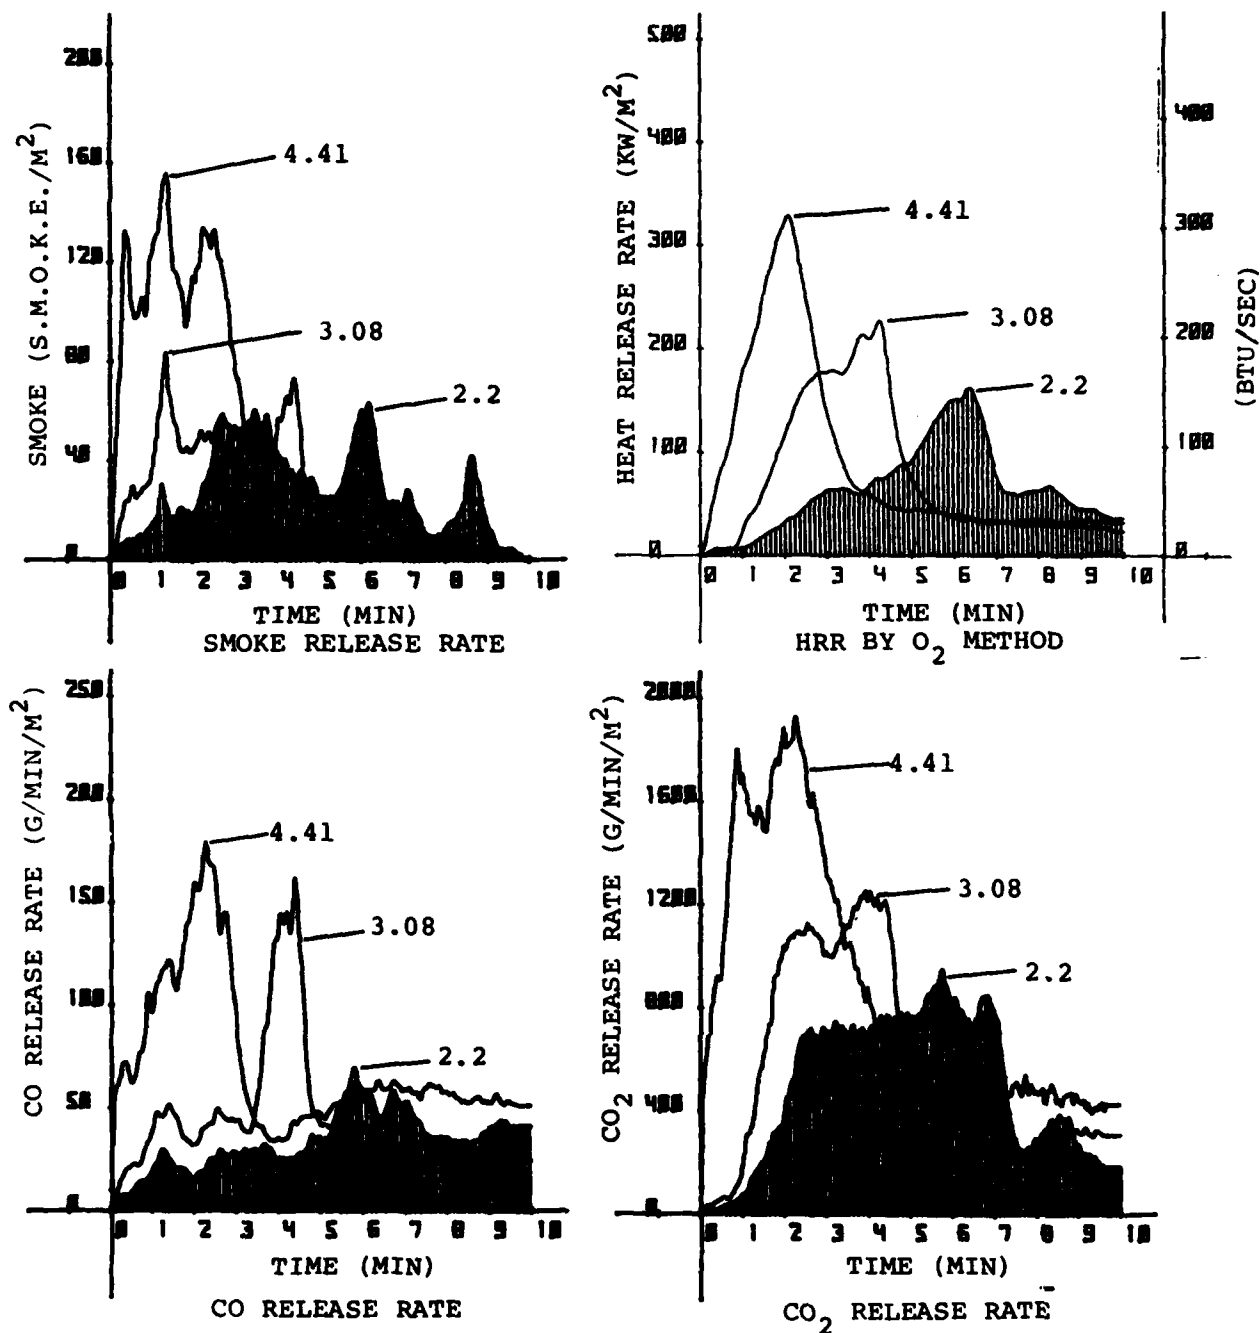 200
160
120
80
40
0
SMOKE (S.M.O.K.E./M²)
4.41
3.08
2.2
0 1 2 3 4 5 6 7 8 9 10
TIME (MIN)
SMOKE RELEASE RATE
500
400
300
200
100
0
HEAT RELEASE RATE (KW/M²)
4.41
3.08
2.2
400
300
200
100
0
(BTU/SEC)
0 1 2 3 4 5 6 7 8 9 10
TIME (MIN)
HRR BY O₂ METHOD
250
200
150
100
50
0
CO RELEASE RATE (G/MIN/M²)
4.41
3.08
2.2
0 1 2 3 4 5 6 7 8 9 10
TIME (MIN)
CO RELEASE RATE
2000
1600
1200
800
400
0
CO₂ RELEASE RATE (G/MIN/M²)
4.41
3.08
2.2
0 1 2 3 4 5 6 7 8 9 10
TIME (MIN)
CO₂ RELEASE RATE